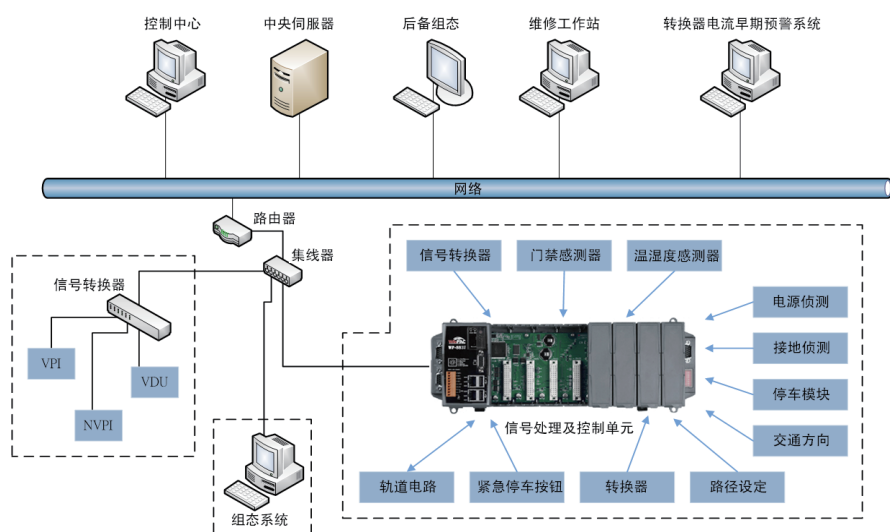 控制中心
中央伺服器
后备组态
维修工作站
转换器电流早期预警系统
网络
路由器
集线器
信号转换器
VPI
VDU
NVPI
组态系统
信号转换器
门禁感测器
温湿度感测器
电源侦测
接地侦测
停车模块
交通方向
信号处理及控制单元
轨道电路
紧急停车按钮
转换器
路径设定